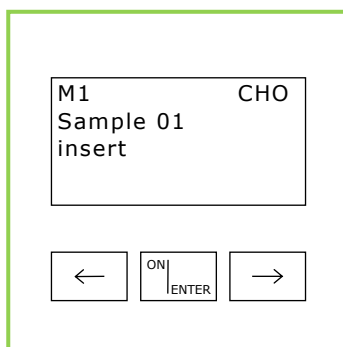 M1 CHO
Sample 01
insert
← ON ENTER →